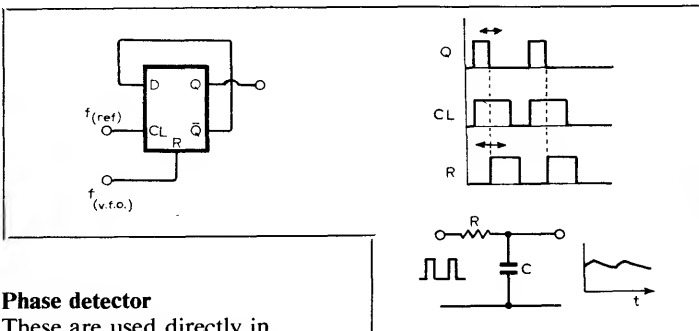 D Q
f(ref)
CL Q̄
R
f(v.f.o.)
Q
CL
R
R
C
t
Phase detector
These are used directly in